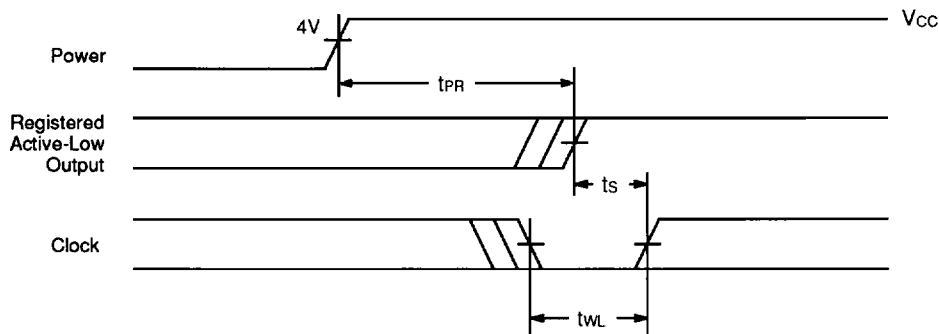 4V
VCC
Power
tPR
Registered
Active-Low
Output
tS
Clock
tWL